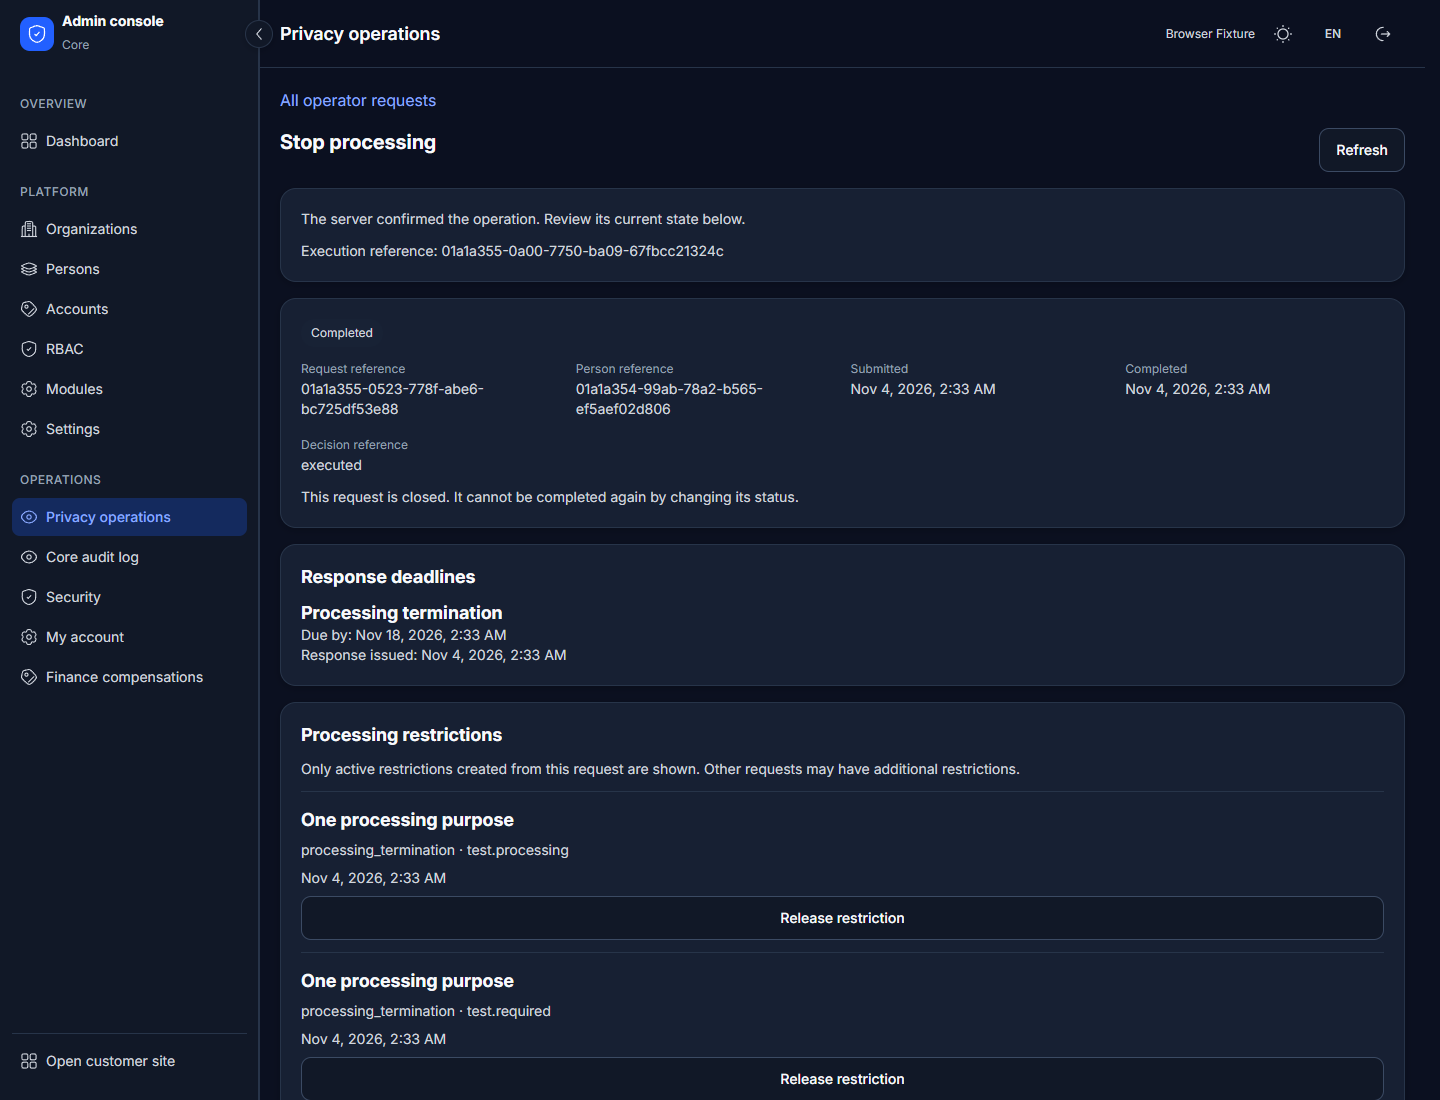 Admin console
Core
OVERVIEW
Dashboard
PLATFORM
Organizations
Persons
Accounts
RBAC
Modules
Settings
OPERATIONS
Privacy operations
Core audit log
Security
My account
Finance compensations
Open customer site
Privacy operations
Browser Fixture
EN
All operator requests
Stop processing
Refresh
The server confirmed the operation. Review its current state below.
Execution reference: 01a1a355-0a00-7750-ba09-67fbcc21324c
Completed
Request reference
01a1a355-0523-778f-abe6-
bc725df53e88
Person reference
01a1a354-99ab-78a2-b565-
ef5aef02d806
Submitted
Nov 4, 2026, 2:33 AM
Completed
Nov 4, 2026, 2:33 AM
Decision reference
executed
This request is closed. It cannot be completed again by changing its status.
Response deadlines
Processing termination
Due by: Nov 18, 2026, 2:33 AM
Response issued: Nov 4, 2026, 2:33 AM
Processing restrictions
Only active restrictions created from this request are shown. Other requests may have additional restrictions.
One processing purpose
processing_termination · test.processing
Nov 4, 2026, 2:33 AM
Release restriction
One processing purpose
processing_termination · test.required
Nov 4, 2026, 2:33 AM
Release restriction